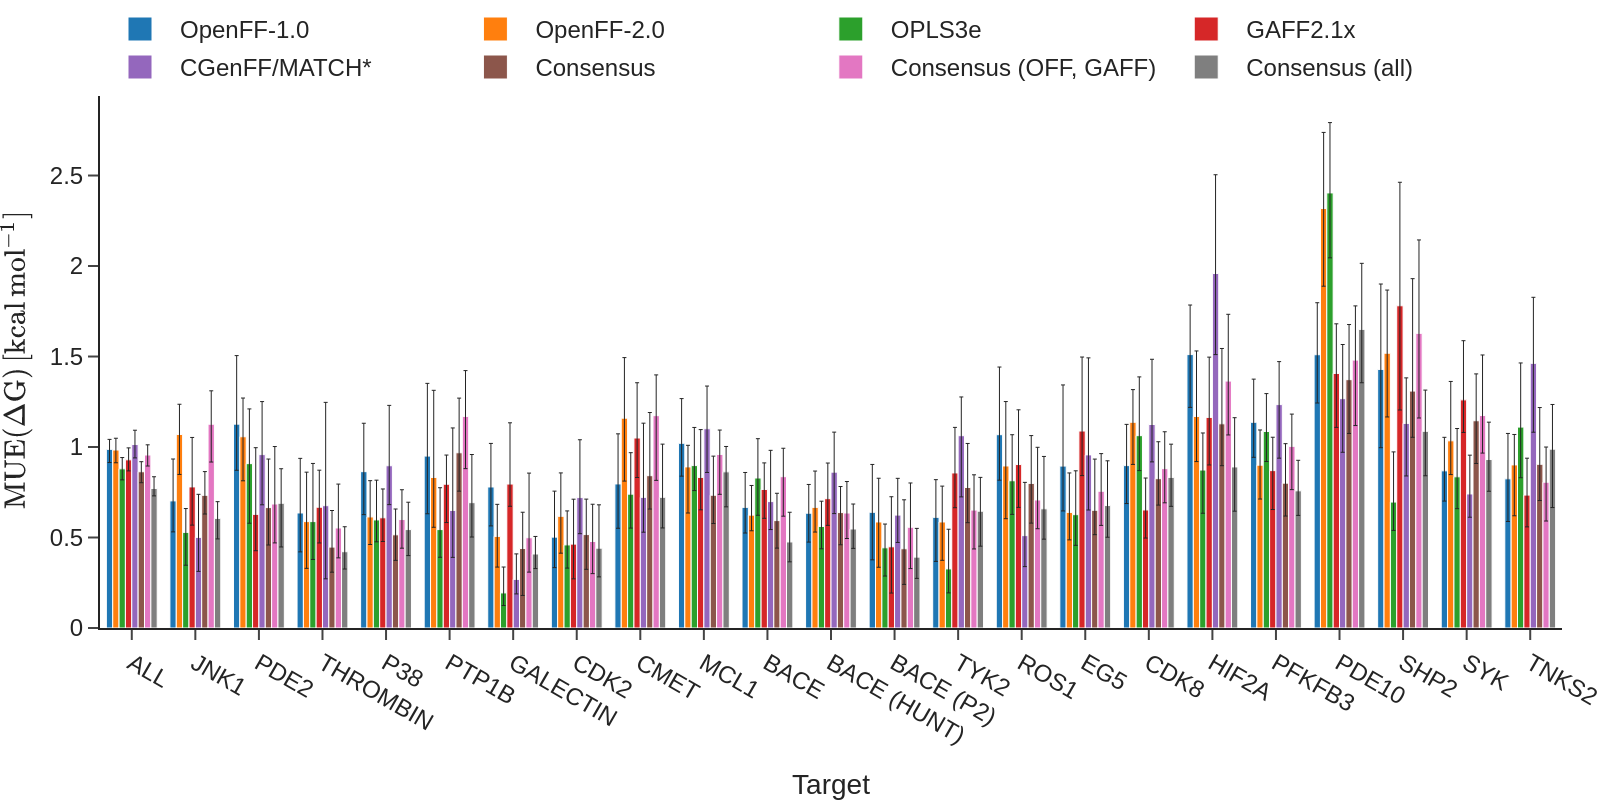 OpenFF-1.0 OpenFF-2.0 OPLS3e GAFF2.1x
CGenFF/MATCH* Consensus Consensus (OFF, GAFF) Consensus (all)
MUE(ΔG) [kcal mol⁻¹]
2.5
2
1.5
1
0.5
0
ALL JNK1 PDE2 THROMBIN P38 PTP1B GALECTIN CDK2 CMET MCL1 BACE BACE (HUNT) BACE (P2) TYK2 ROS1 EG5 CDK8 HIF2A PFKFB3 PDE10 SHP2 SYK TNKS2
Target